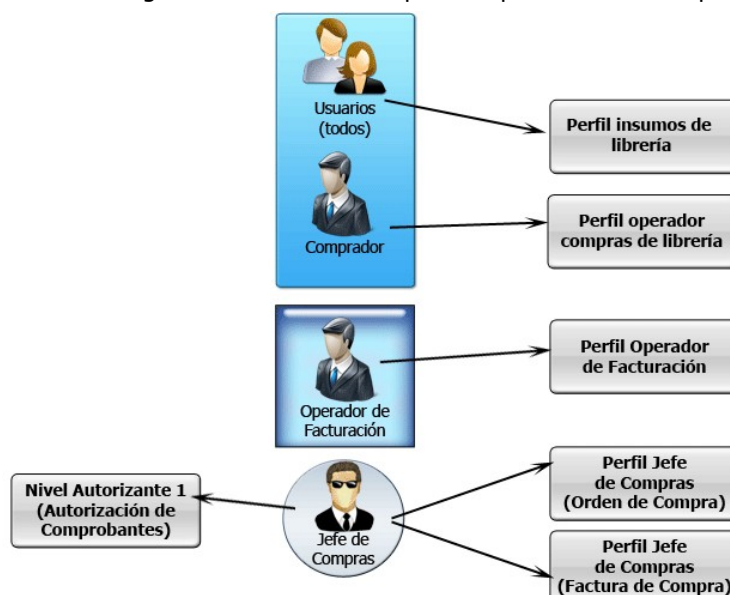 Usuarios
(todos)
Perfil insumos de
librería
Comprador
Perfil operador
compras de librería
Operador de
Facturación
Perfil Operador
de Facturación
Nivel Autorizante 1
(Autorización de
Comprobantes)
Jefe de
Compras
Perfil Jefe
de Compras
(Orden de Compra)
Perfil Jefe
de Compras
(Factura de Compra)